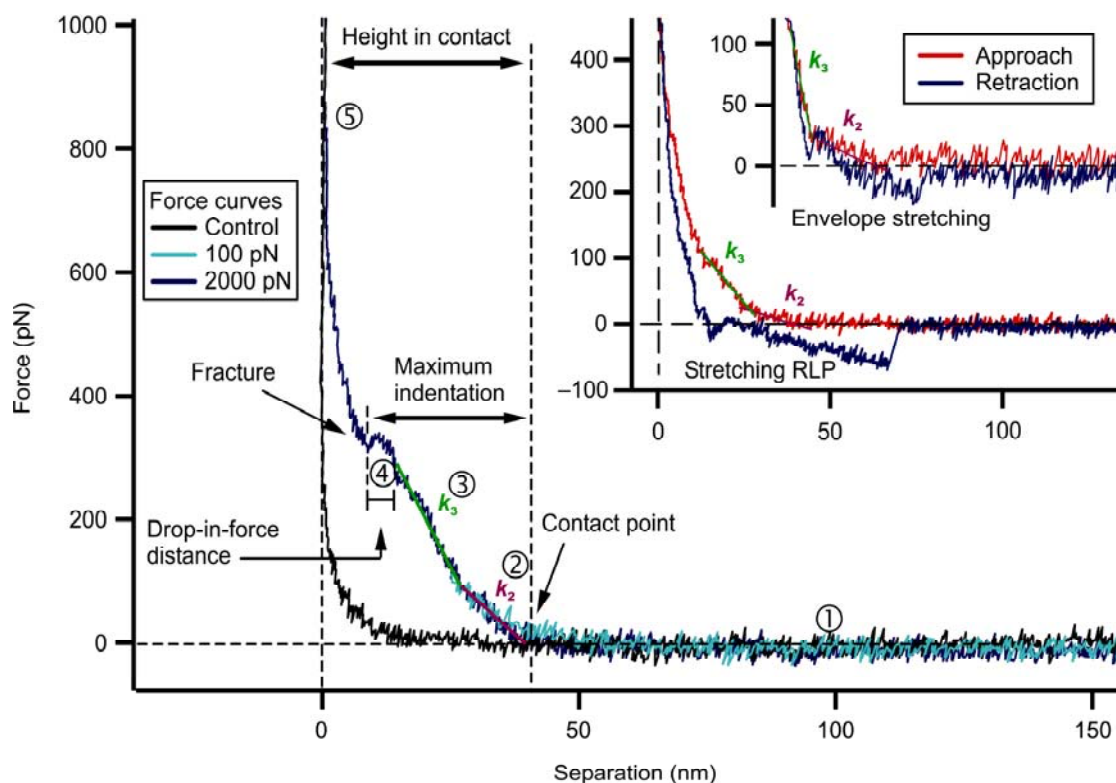 1000
800
600
400
200
0
Force (pN)
Height in contact
⑤
Force curves
Control
100 pN
2000 pN
Fracture
Maximum
indentation
④
③
k₃
Drop-in-force
distance
②
k₂
Contact point
①
0
50
100
150
Separation (nm)
400
300
200
100
0
–100
k₃
k₂
Stretching RLP
0
50
100
100
50
0
k₃
k₂
Envelope stretching
Approach
Retraction